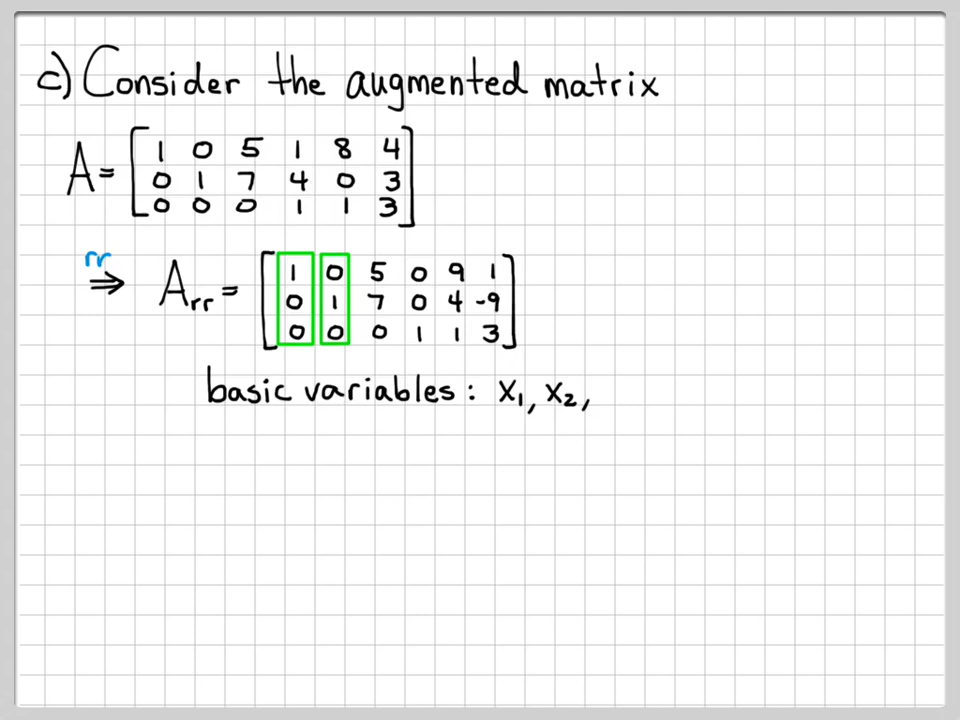 c) Consider the augmented matrix
A = [1 0 5 1 8 4
0 1 7 4 0 3
0 0 0 1 1 3]
rr
⇒ A_rr = [1 0 5 0 9 1
0 1 7 0 4 -9
0 0 0 1 1 3]
basic variables: x₁, x₂,